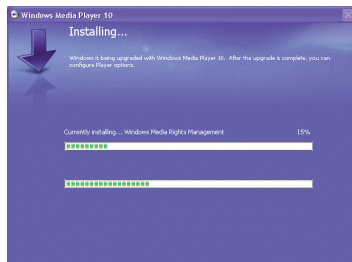 Windows Media Player 10
Installing...
Windows is being upgraded with Windows Media Player 10. After the upgrade is complete, you can
configure Player options.
Currently installing... Windows Media Rights Management 15%